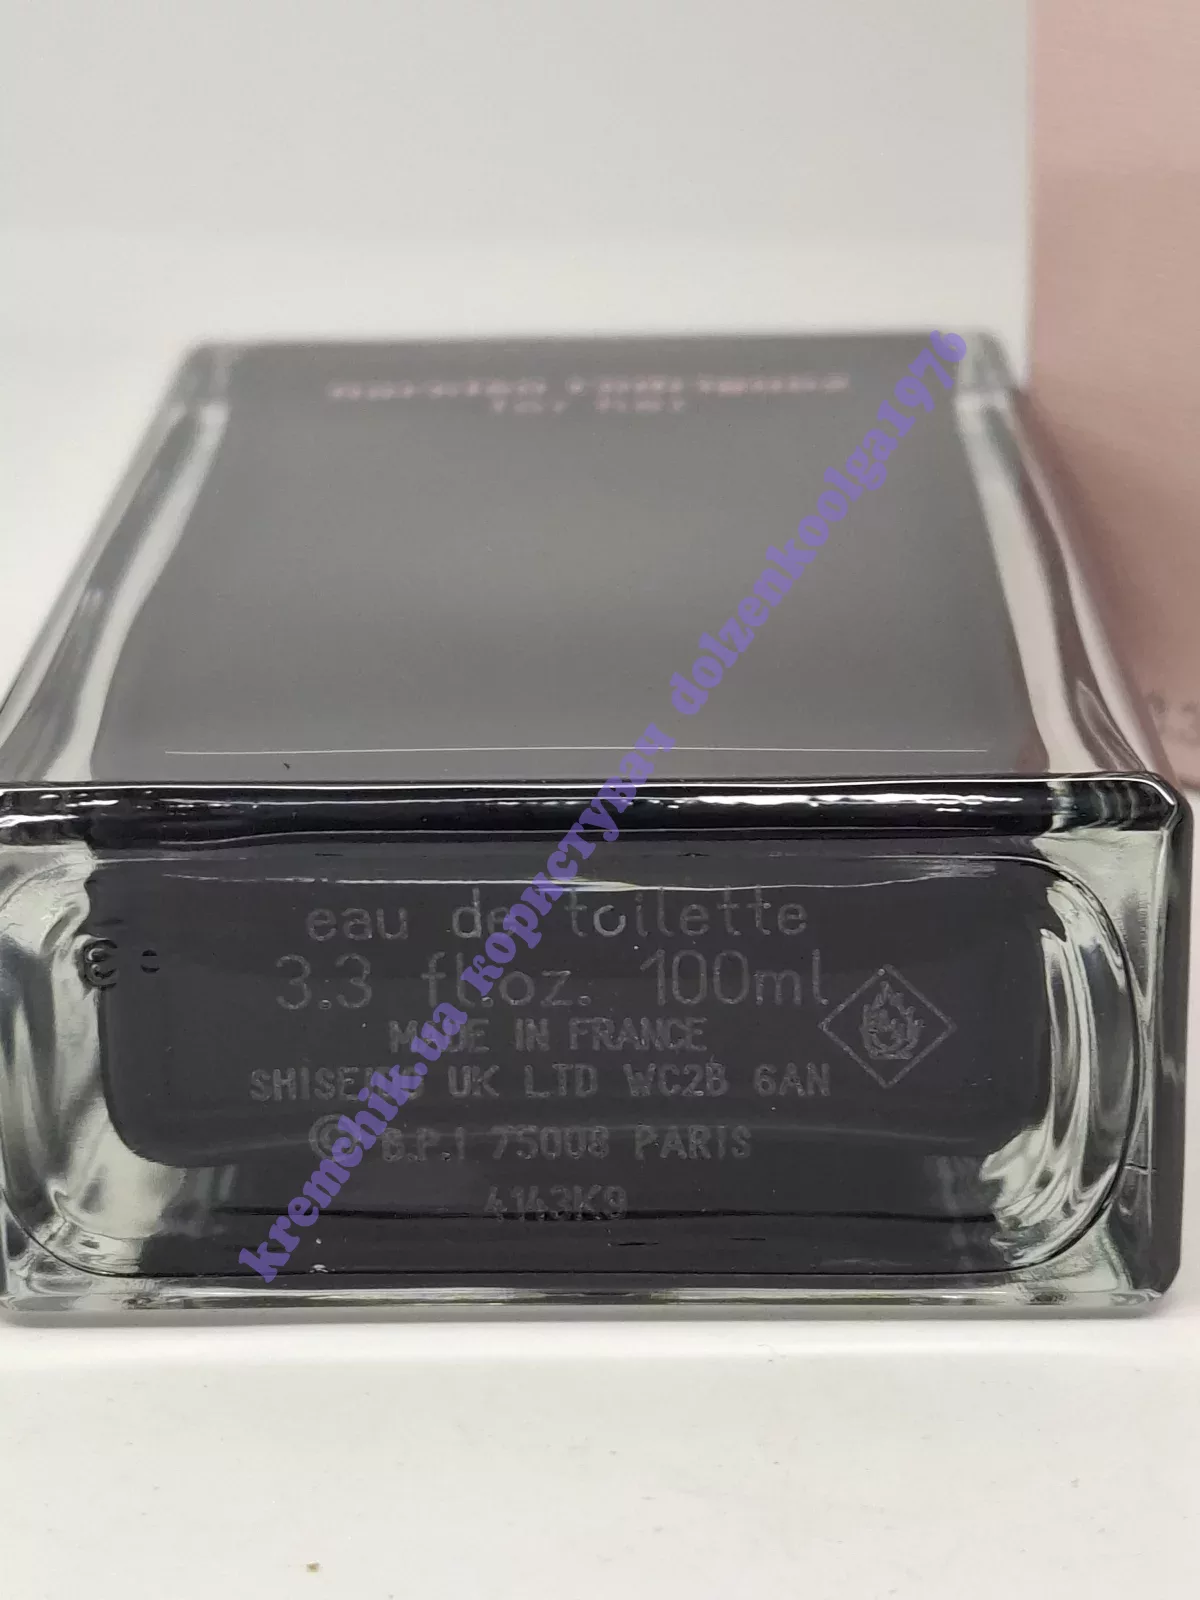 narciso rodriguez
for her
eau de toilette
3.3 fl.oz. 100ml
MADE IN FRANCE
SHISEIDO UK LTD WC2B 6AN
© B.P.I 75008 PARIS
4143K9
kremchik.ua користувач dolzenkoolga1976